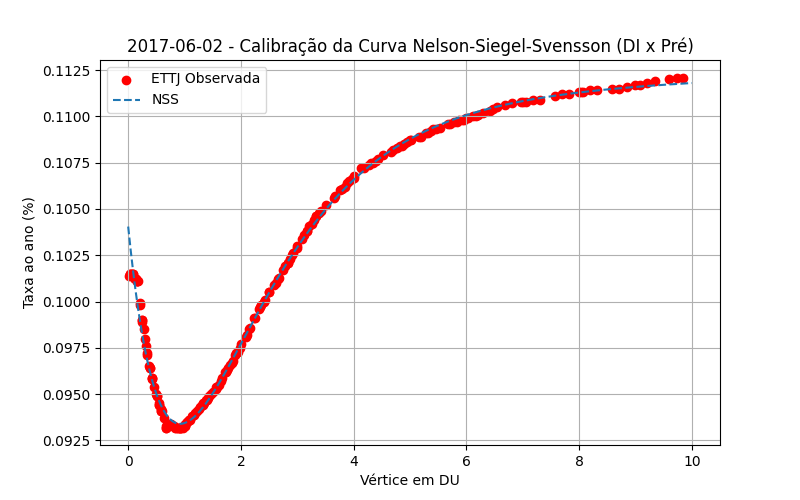 2017-06-02 - Calibração da Curva Nelson-Siegel-Svensson (DI x Pré)
ETTJ Observada
NSS
Taxa ao ano (%)
0.1125
0.1100
0.1075
0.1050
0.1025
0.1000
0.0975
0.0950
0.0925
0 2 4 6 8 10
Vértice em DU